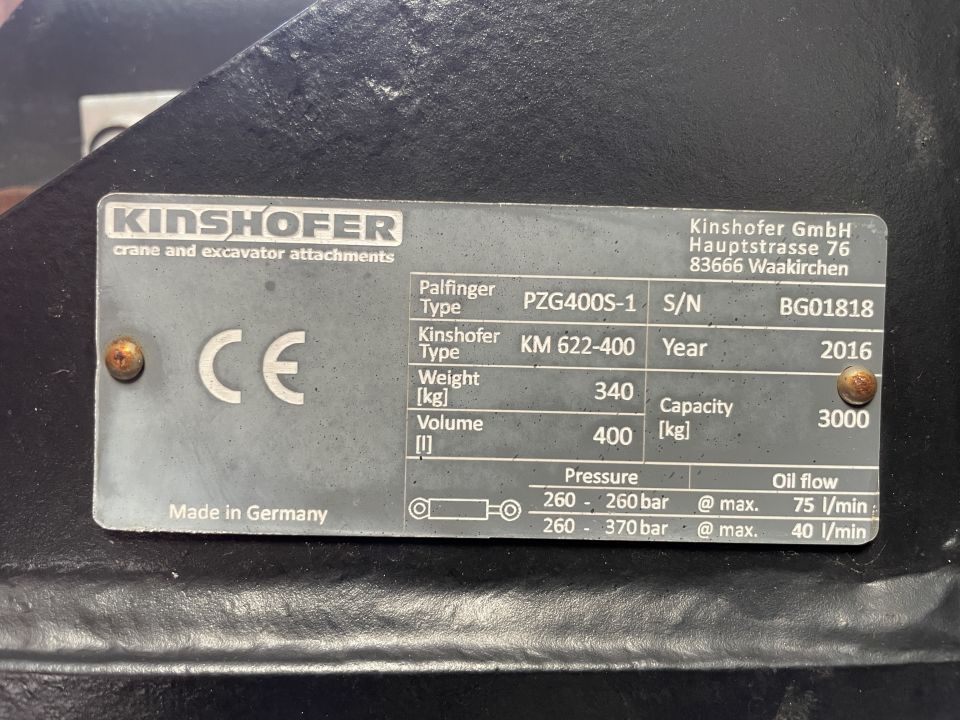 KINSHOFER
crane and excavator attachments
Kinshofer GmbH
Hauptstrasse 76
83666 Waakirchen
Palfinger Type PZG400S-1 S/N BG01818
Kinshofer Type KM 622-400 Year 2016
Weight [kg] 340 Capacity [kg] 3000
Volume [l] 400
Pressure Oil flow
260 - 260 bar @ max. 75 l/min
260 - 370 bar @ max. 40 l/min
CE
Made in Germany